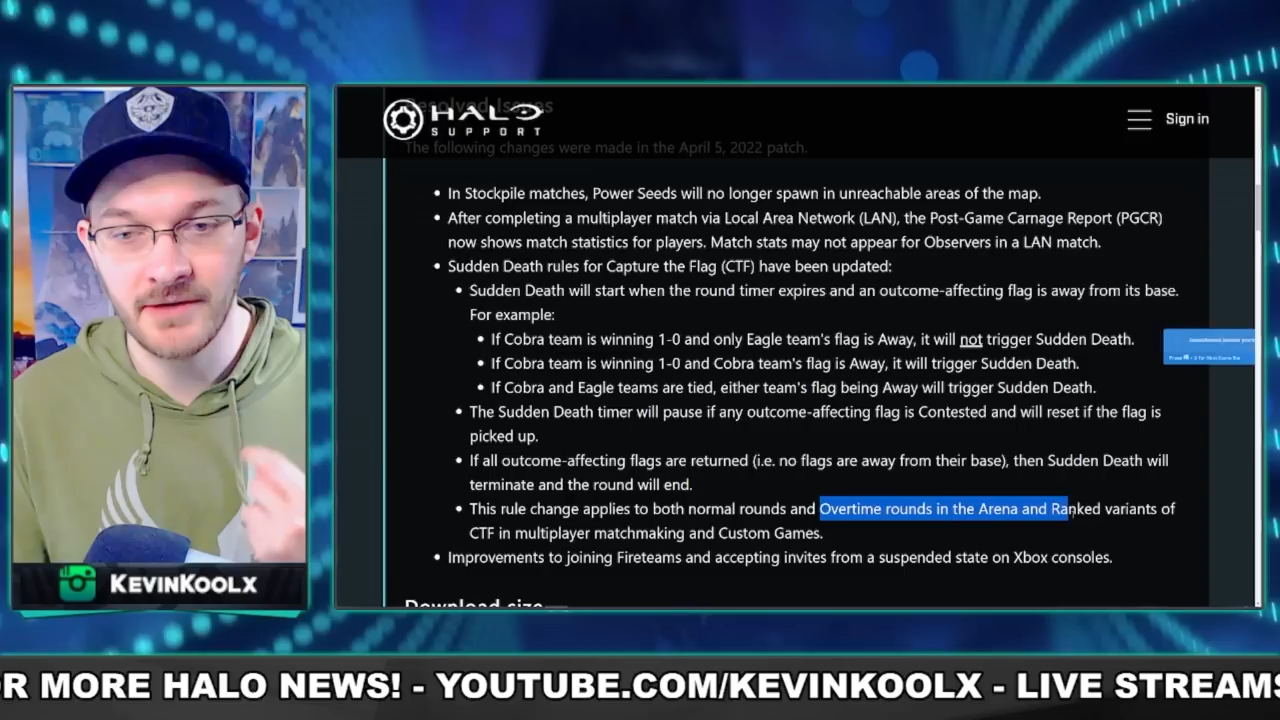 Resolved Issues
HALO
SUPPORT
Sign in
The following changes were made in the April 5, 2022 patch.
• In Stockpile matches, Power Seeds will no longer spawn in unreachable areas of the map.
• After completing a multiplayer match via Local Area Network (LAN), the Post-Game Carnage Report (PGCR)
now shows match statistics for players. Match stats may not appear for Observers in a LAN match.
• Sudden Death rules for Capture the Flag (CTF) have been updated:
• Sudden Death will start when the round timer expires and an outcome-affecting flag is away from its base.
For example:
• If Cobra team is winning 1-0 and only Eagle team's flag is Away, it will not trigger Sudden Death.
• If Cobra team is winning 1-0 and Cobra team's flag is Away, it will trigger Sudden Death.
• If Cobra and Eagle teams are tied, either team's flag being Away will trigger Sudden Death.
• The Sudden Death timer will pause if any outcome-affecting flag is Contested and will reset if the flag is
picked up.
• If all outcome-affecting flags are returned (i.e. no flags are away from their base), then Sudden Death will
terminate and the round will end.
• This rule change applies to both normal rounds and Overtime rounds in the Arena and Ranked variants of
CTF in multiplayer matchmaking and Custom Games.
• Improvements to joining Fireteams and accepting invites from a suspended state on Xbox consoles.
Download size
KEVINKOOLX
OR MORE HALO NEWS! - YOUTUBE.COM/KEVINKOOLX - LIVE STREAMS